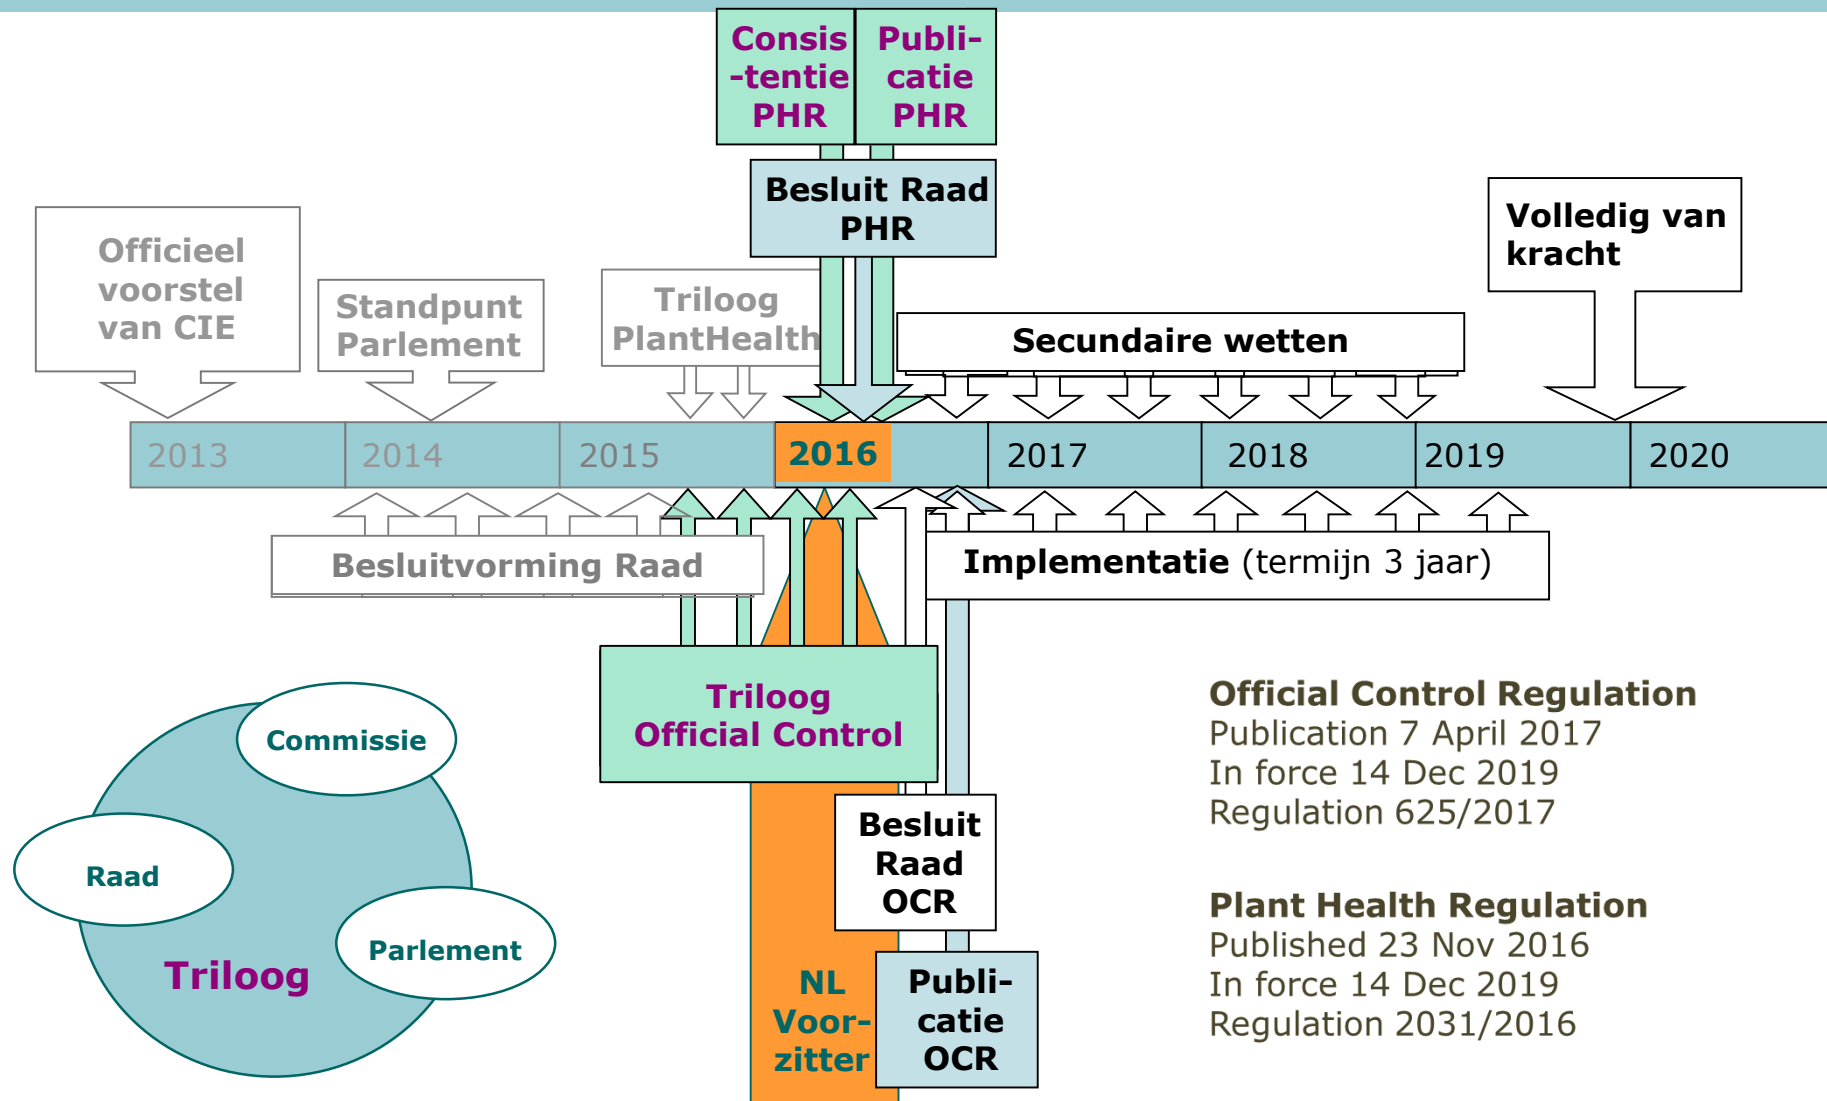 Consis
-tentie
PHR
Publi-
catie
PHR
Besluit Raad
PHR
Officieel
voorstel
van CIE
Standpunt
Parlement
Triloog
PlantHealth
Secundaire wetten
Volledig van
kracht
2013
2014
2015
2016
2017
2018
2019
2020
Besluitvorming Raad
Implementatie (termijn 3 jaar)
Triloog
Official Control
Besluit
Raad
OCR
NL
Voor-
zitter
Publi-
catie
OCR
Commissie
Raad
Parlement
Triloog
Official Control Regulation
Publication 7 April 2017
In force 14 Dec 2019
Regulation 625/2017
Plant Health Regulation
Published 23 Nov 2016
In force 14 Dec 2019
Regulation 2031/2016